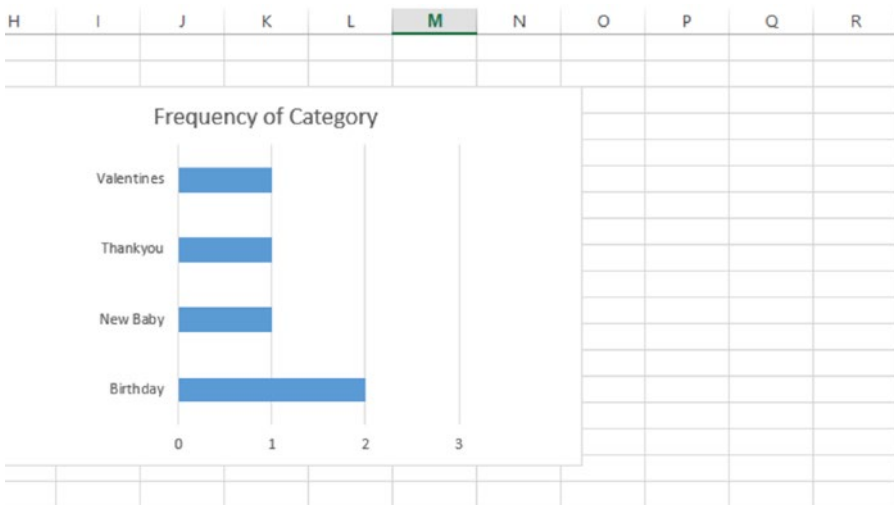 H I J K L M N O P Q R
Frequency of Category
Valentines
Thankyou
New Baby
Birthday
0 1 2 3